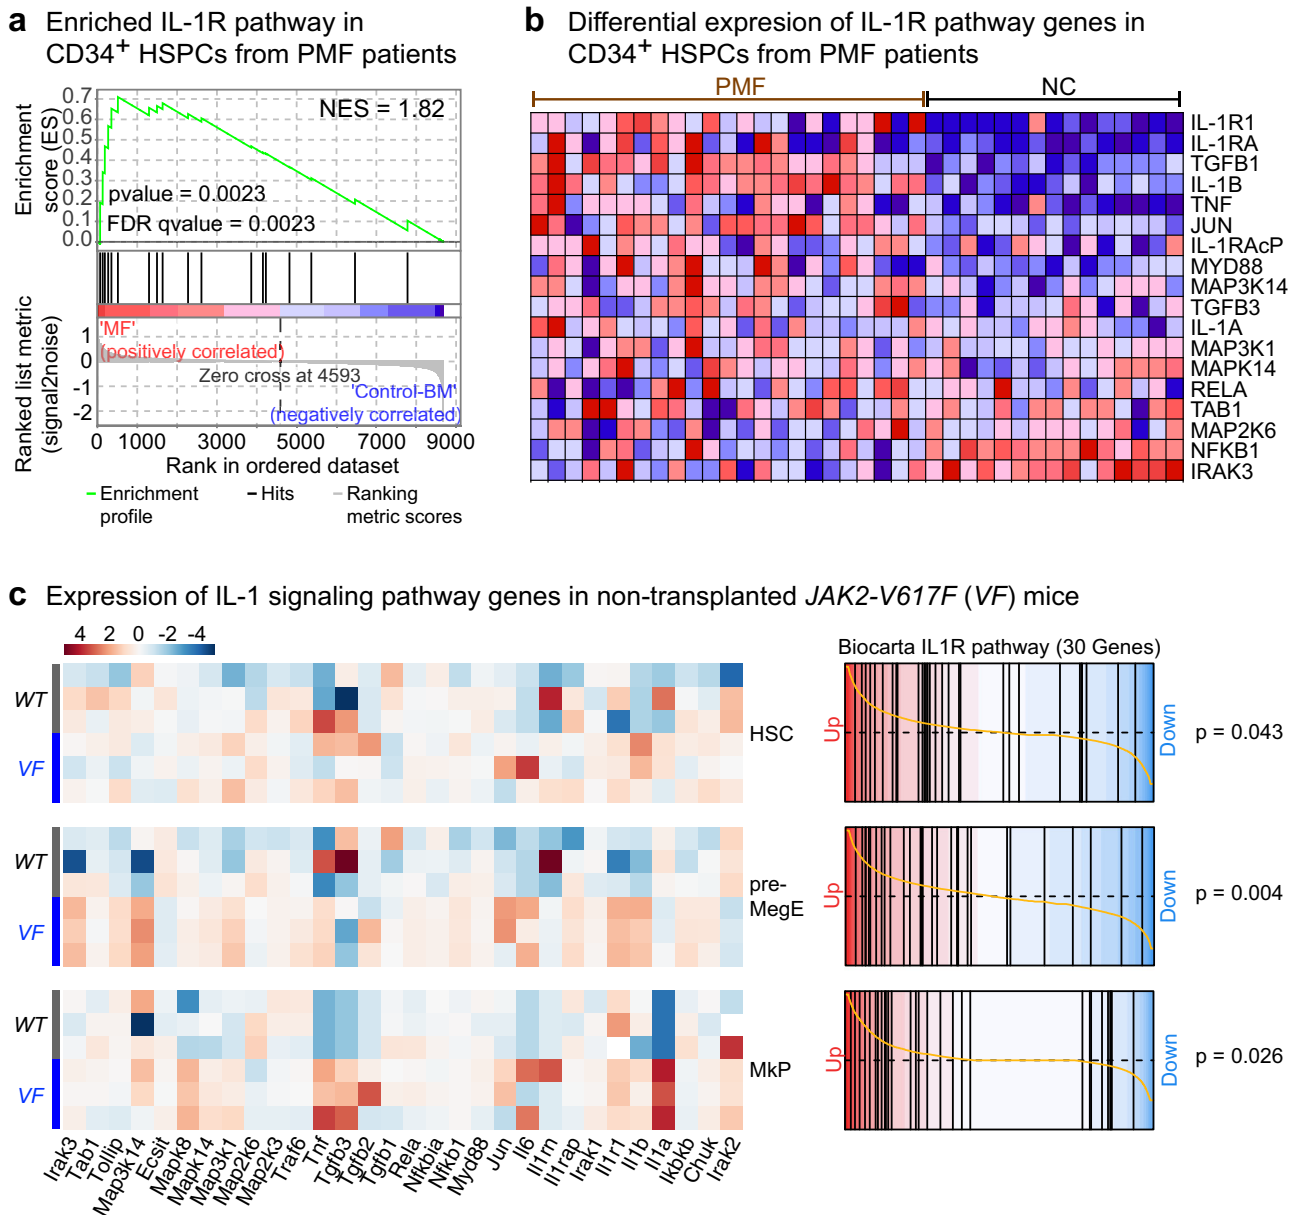 a Enriched IL-1R pathway in
CD34+ HSPCs from PMF patients
Enrichment
score (ES)
0.7
0.6
0.5
0.4
0.3
0.2
0.1
0.0
NES = 1.82
pvalue = 0.0023
FDR qvalue = 0.0023
Ranked list metric
(signal2noise)
1
0
-1
-2
'MF'
(positively correlated)
Zero cross at 4593
'Control-BM'
(negatively correlated)
0 1000 3000 5000 7000 9000
Rank in ordered dataset
Enrichment
profile
Hits
Ranking
metric scores
b Differential expresion of IL-1R pathway genes in
CD34+ HSPCs from PMF patients
PMF NC
IL-1R1
IL-1RA
TGFB1
IL-1B
TNF
JUN
IL-1RAcP
MYD88
MAP3K14
TGFB3
IL-1A
MAP3K1
MAPK14
RELA
TAB1
MAP2K6
NFKB1
IRAK3
c Expression of IL-1 signaling pathway genes in non-transplanted JAK2-V617F (VF) mice
4 2 0 -2 -4
WT
VF
HSC
WT
VF
pre-
MegE
WT
VF
MkP
Irak3
Tab1
Tollip
Map3k14
Ecsit
Mapk8
Mapk14
Map3k1
Map2k6
Map2k3
Traf6
Tnf
Tgfb3
Tgfb2
Tgfb1
Rela
Nfkbia
Nfkb1
Myd88
Jun
Il6
Il1rn
Il1rap
Irak1
Il1r1
Il1b
Il1a
Ikbkb
Chuk
Irak2
Biocarta IL1R pathway (30 Genes)
Up
Down
p = 0.043
Up
Down
p = 0.004
Up
Down
p = 0.026